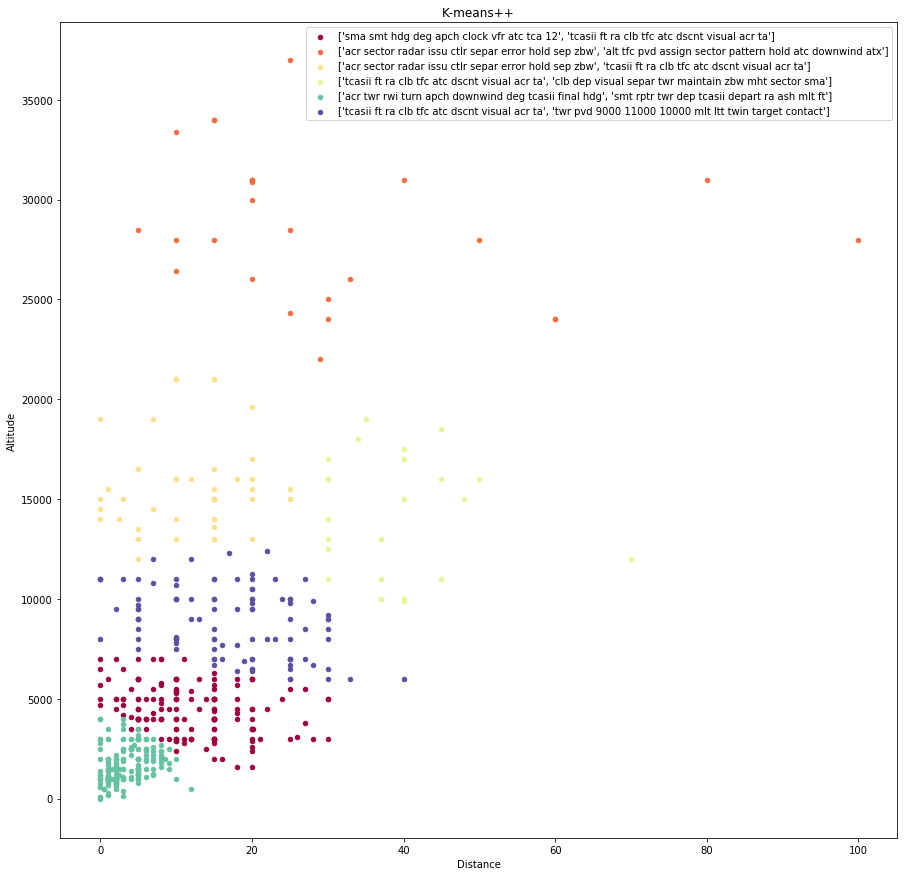 K-means++
['sma smt hdg deg apch clock vfr atc tca 12', 'tcasii ft ra clb tfc atc dscnt visual acr ta']
['acr sector radar issu ctlr separ error hold sep zbw', 'alt tfc pvd assign sector pattern hold atc downwind atx']
['acr sector radar issu ctlr separ error hold sep zbw', 'tcasii ft ra clb tfc atc dscnt visual acr ta']
['tcasii ft ra clb tfc atc dscnt visual acr ta', 'clb dep visual separ twr maintain zbw mht sector sma']
['acr twr rwi turn apch downwind deg tcasii final hdg', 'smt rptr twr dep tcasii depart ra ash mlt ft']
['tcasii ft ra clb tfc atc dscnt visual acr ta', 'twr pvd 9000 11000 10000 mlt ltt twin target contact']
35000
30000
25000
20000
Altitude
15000
10000
5000
0
0 20 40 60 80 100
Distance